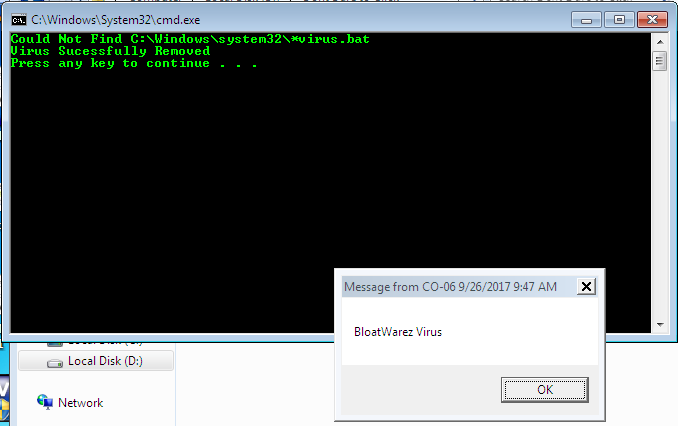 C:\Windows\System32\cmd.exe
Could Not Find C:\Windows\system32\*virus.bat
Virus Sucessfully Removed
Press any key to continue . . .
Message from CO-06 9/26/2017 9:47 AM
BloatWarez Virus
OK
Local Disk (D:)
Network